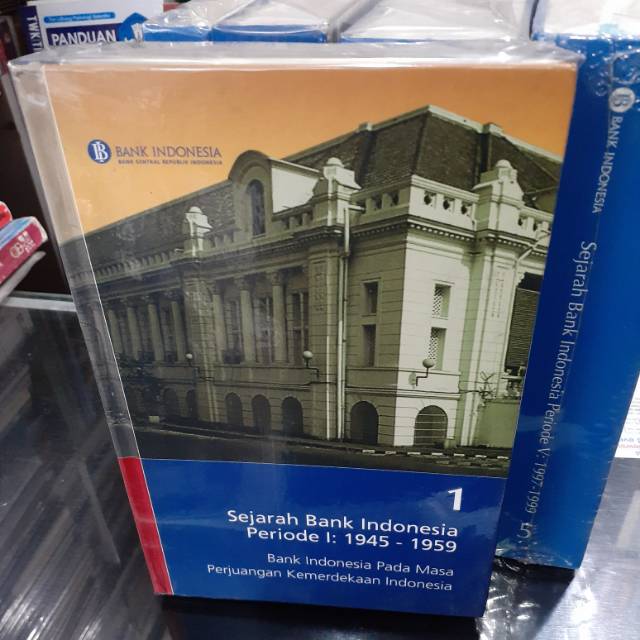 PANDUAN
BANK INDONESIA
BANK SENTRAL REPUBLIK INDONESIA
1
Sejarah Bank Indonesia
Periode I: 1945 - 1959
Bank Indonesia Pada Masa
Perjuangan Kemerdekaan Indonesia
BANK INDONESIA
Sejarah Bank Indonesia Periode V: 1997-1999
5